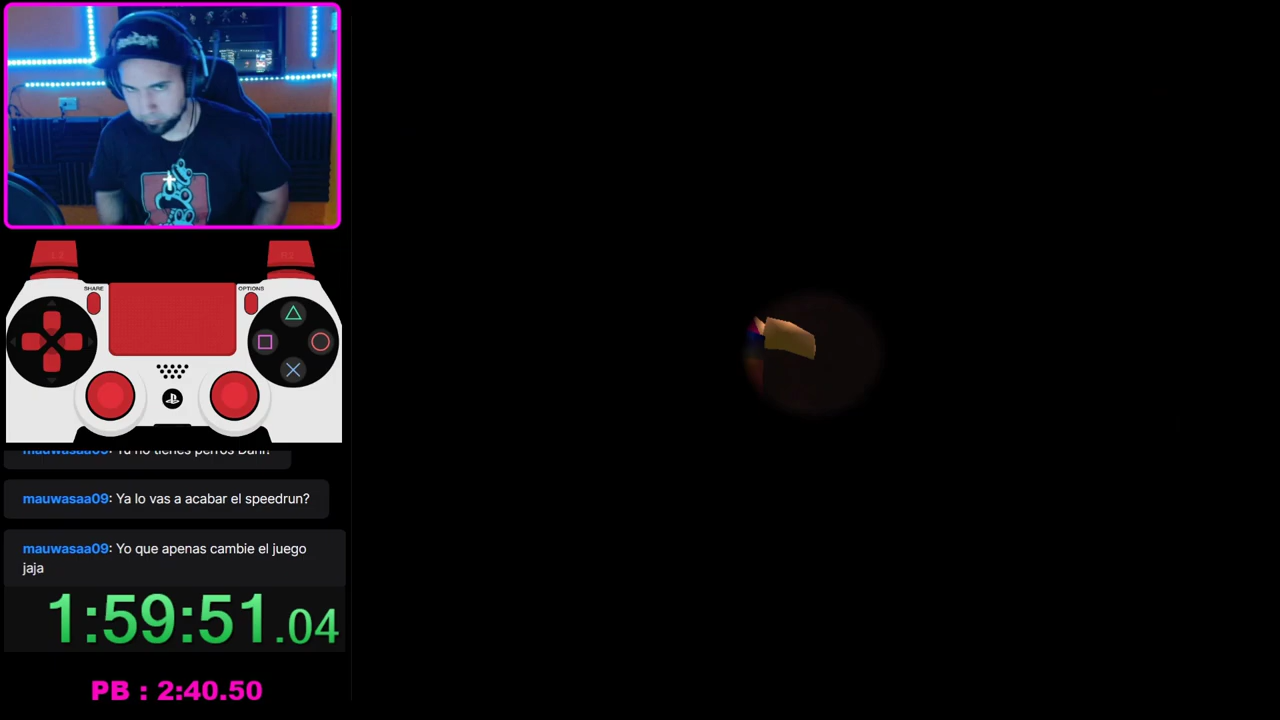 SHARE
OPTIONS
mauwasaa09: Ya lo vas a acabar el speedrun?
mauwasaa09: Yo que apenas cambie el juego
jaja
1:59:51.04
PB : 2:40.50